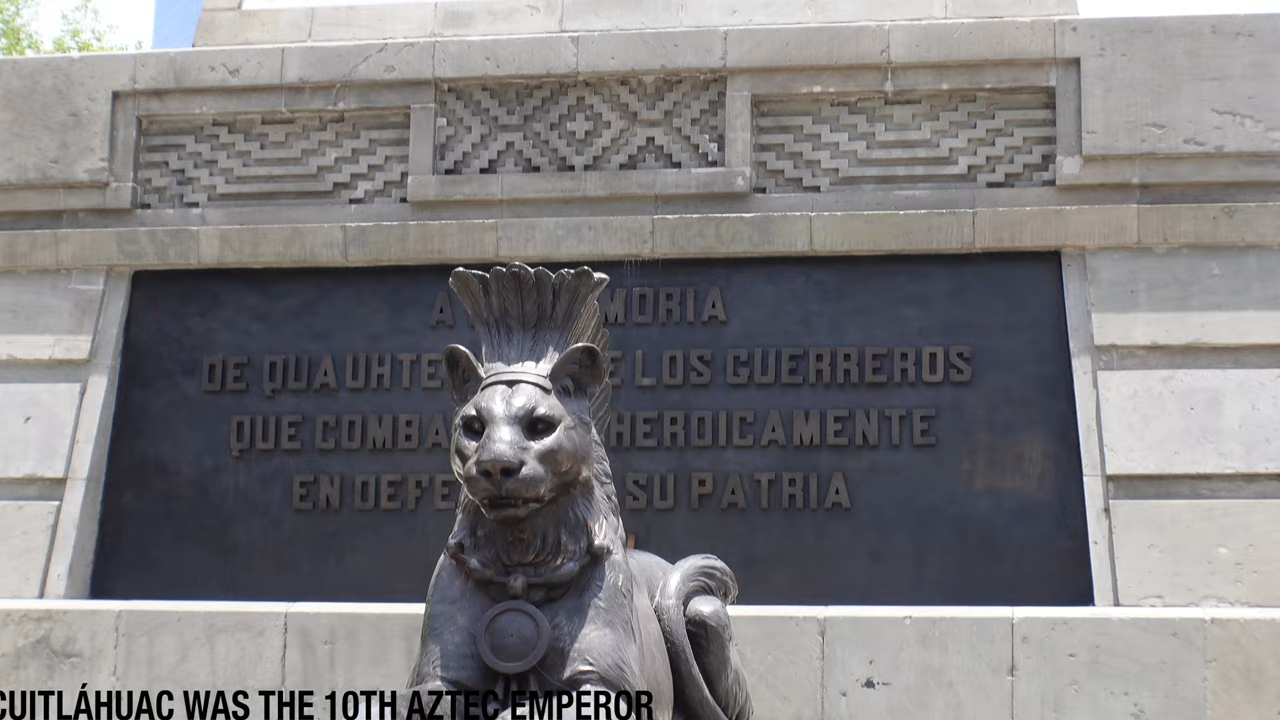 A MORIA
DE QUAUHTE E LOS GUERREROS
QUE COMBA HEROICAMENTE
EN DEFE SU PATRIA
CUITLÁHUAC WAS THE 10TH AZTEC EMPEROR